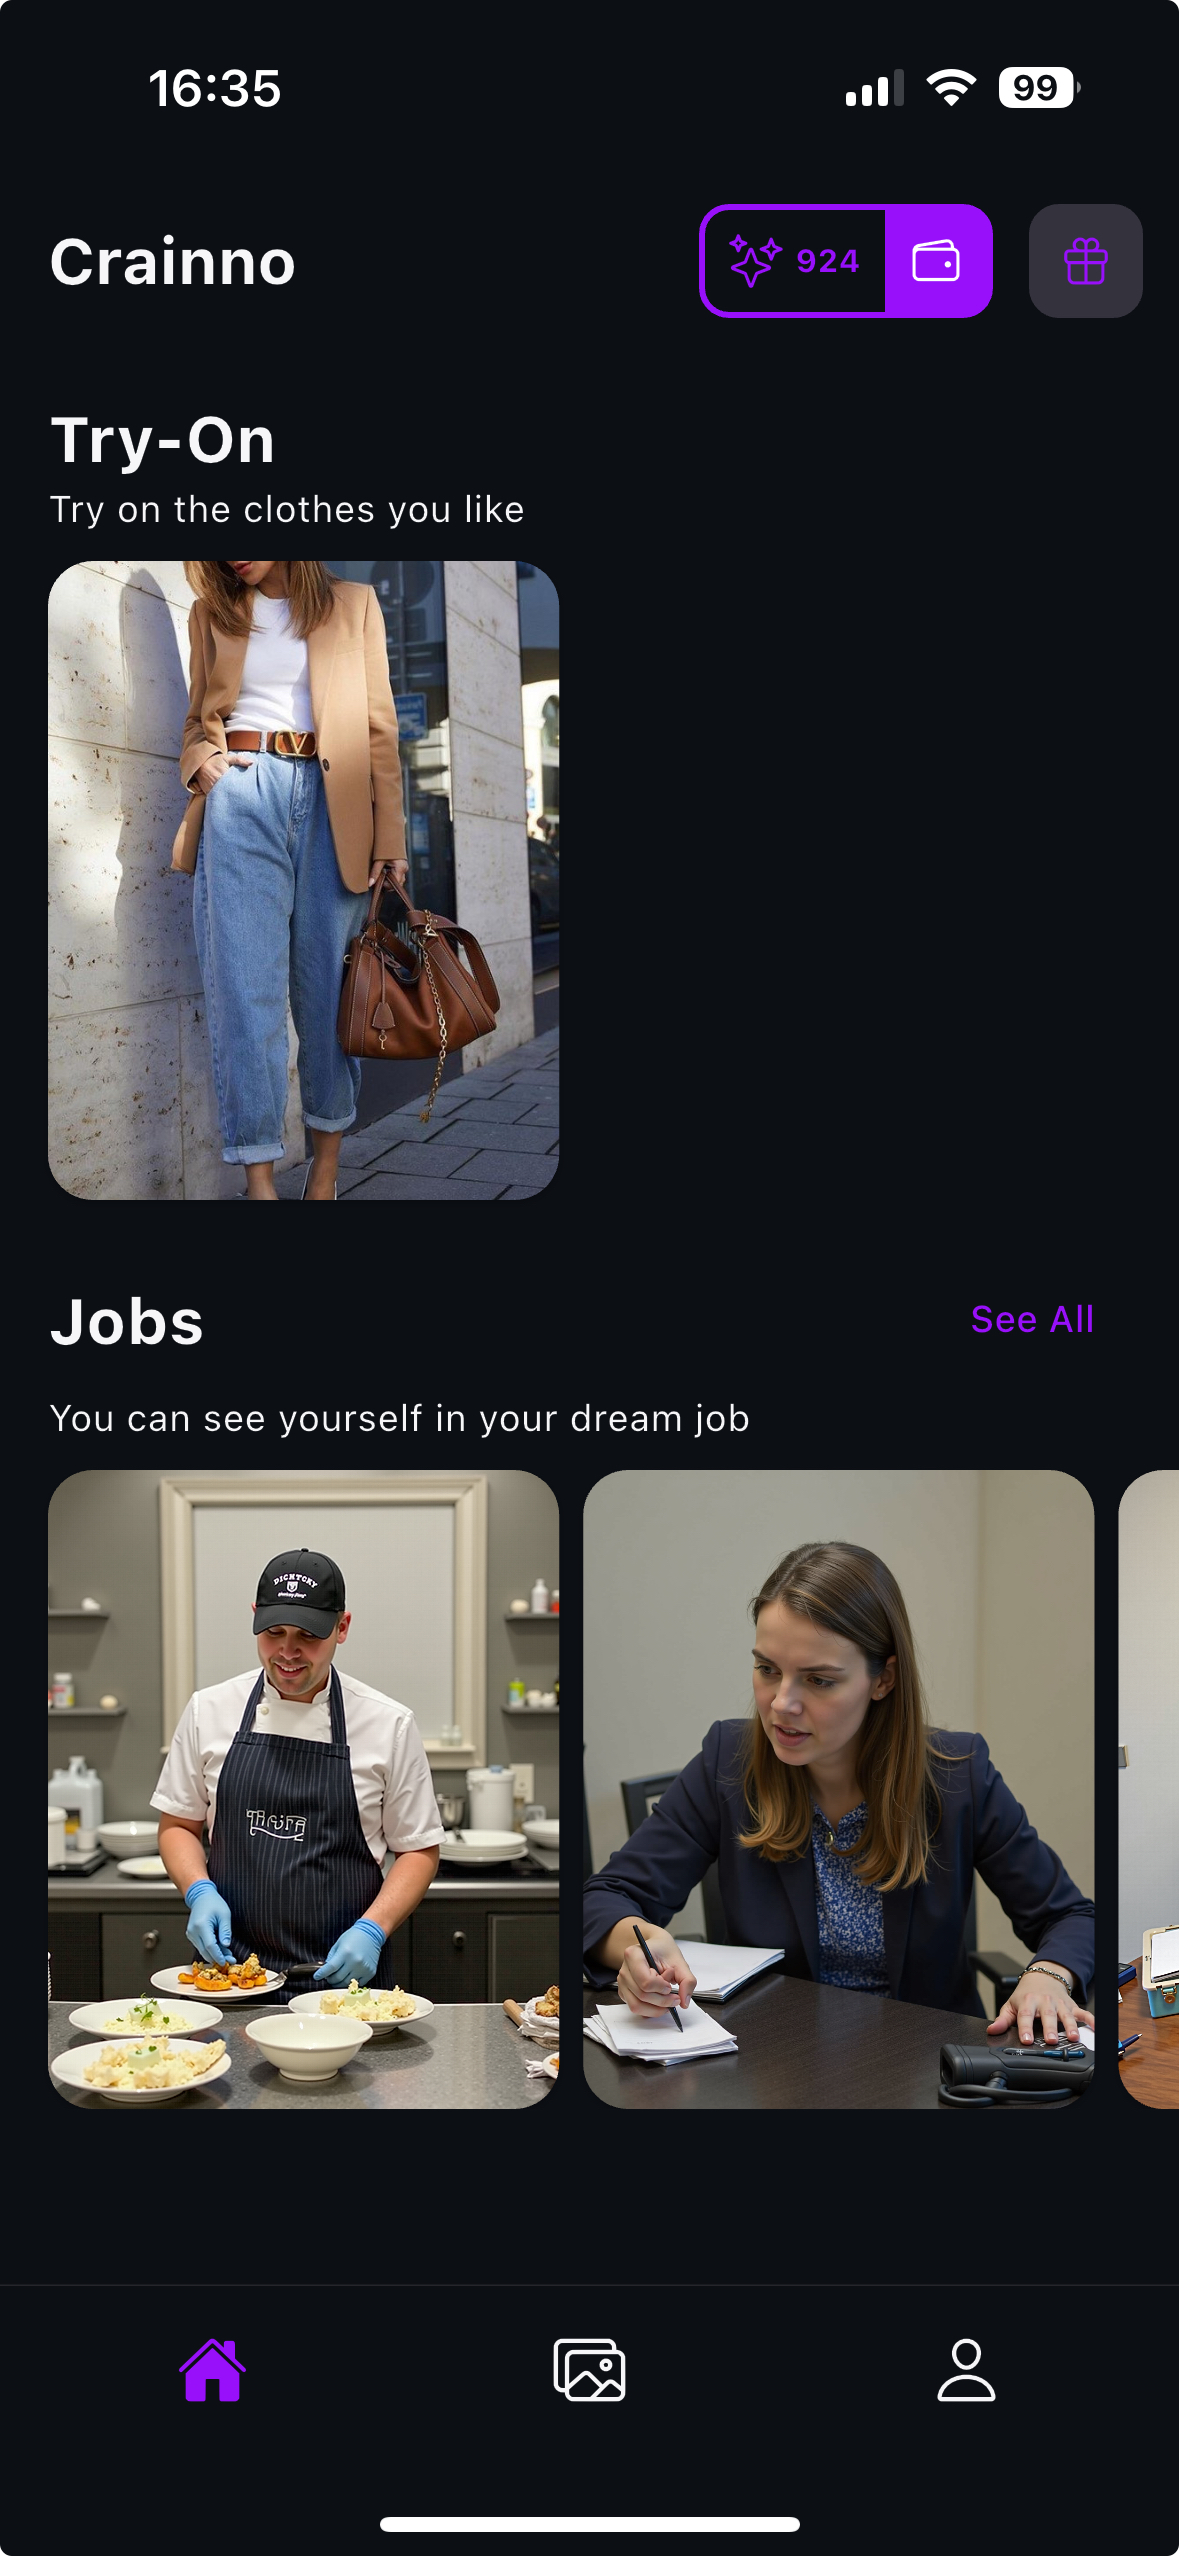 16:35
99
Crainno
924
Try-On
Try on the clothes you like
Jobs
See All
You can see yourself in your dream job
DICHTCKY